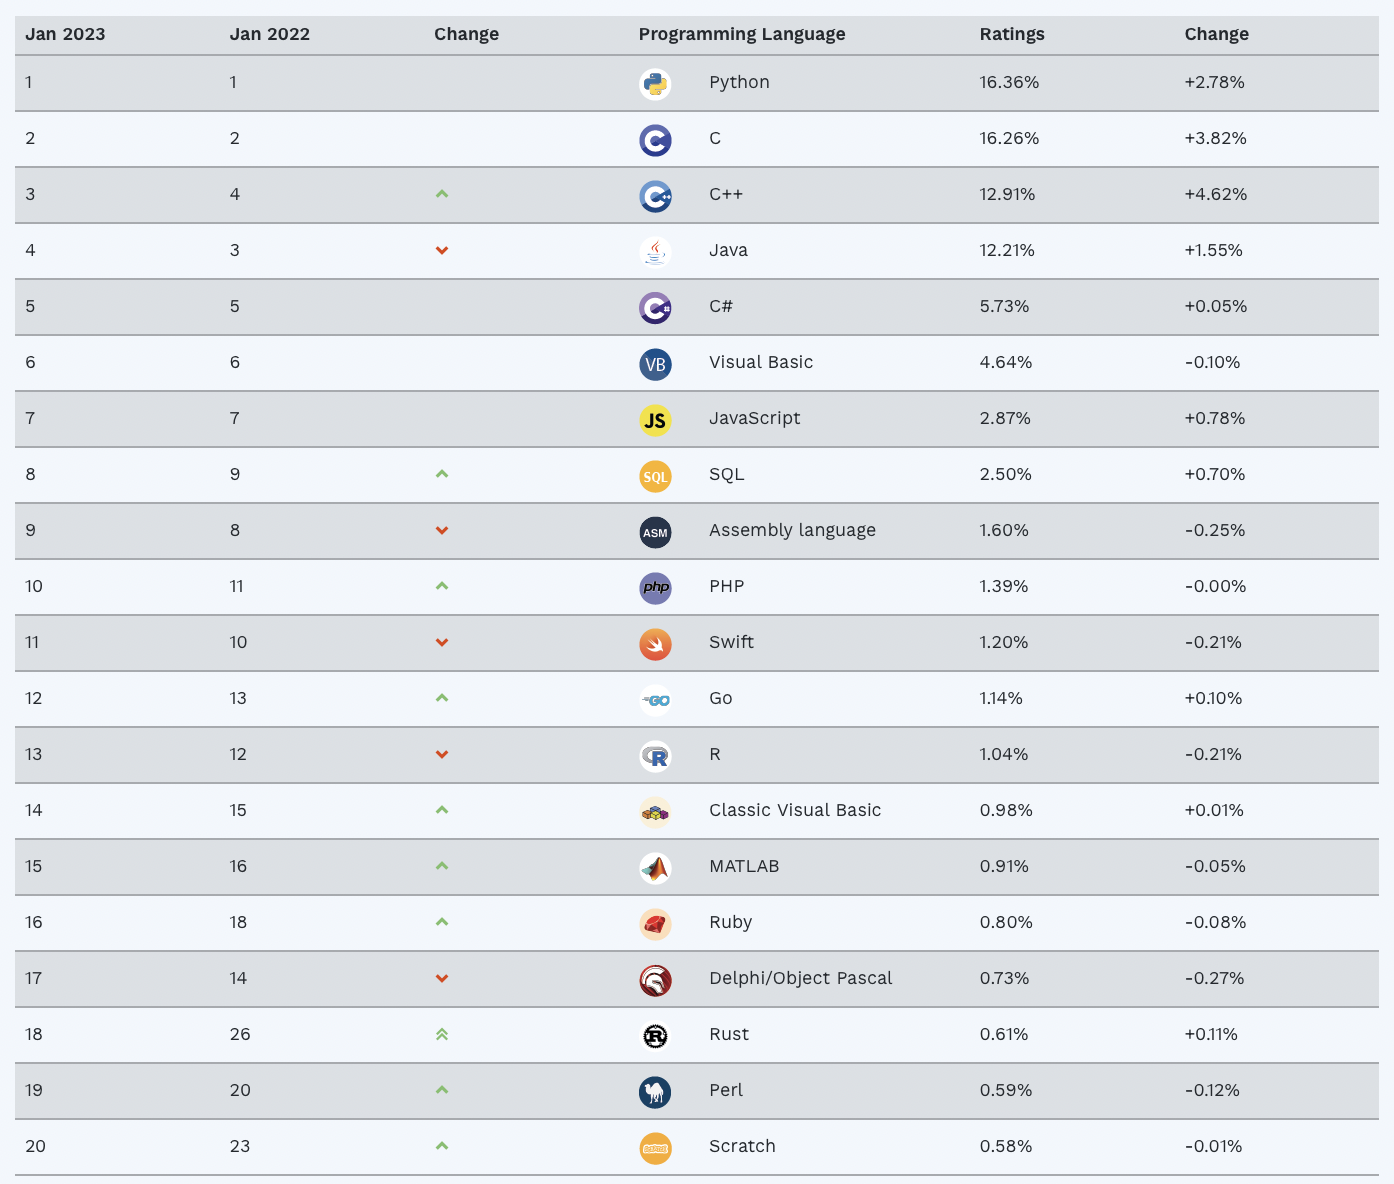 Jan 2023 Jan 2022 Change Programming Language Ratings Change
1 1 Python 16.36% +2.78%
2 2 C C 16.26% +3.82%
3 4 C++ C++ 12.91% +4.62%
4 3 Java 12.21% +1.55%
5 5 C# C# 5.73% +0.05%
6 6 VB Visual Basic 4.64% -0.10%
7 7 JS JavaScript 2.87% +0.78%
8 9 SQL SQL 2.50% +0.70%
9 8 ASM Assembly language 1.60% -0.25%
10 11 php PHP 1.39% -0.00%
11 10 Swift 1.20% -0.21%
12 13 GO Go 1.14% +0.10%
13 12 R R 1.04% -0.21%
14 15 Classic Visual Basic 0.98% +0.01%
15 16 MATLAB 0.91% -0.05%
16 18 Ruby 0.80% -0.08%
17 14 Delphi/Object Pascal 0.73% -0.27%
18 26 R Rust 0.61% +0.11%
19 20 Perl 0.59% -0.12%
20 23 Scratch 0.58% -0.01%